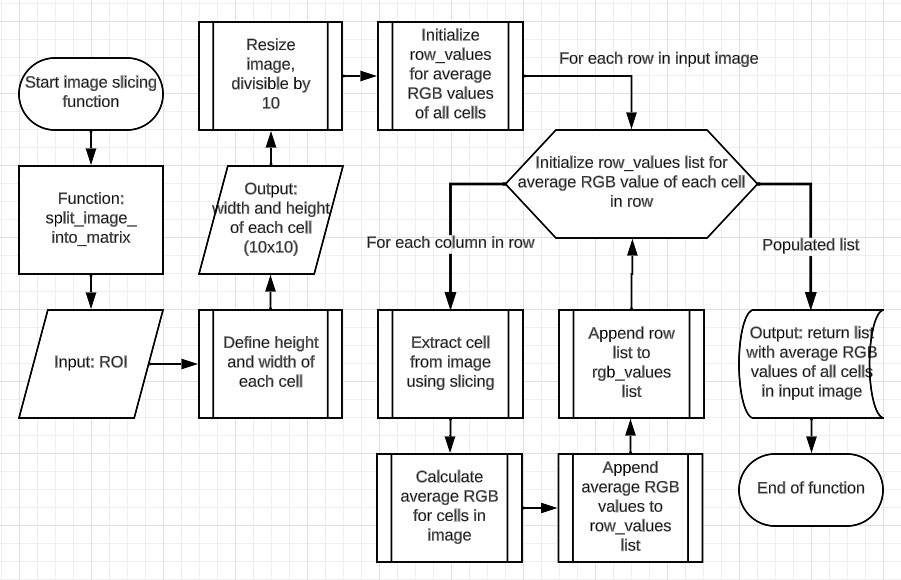 Start image slicing
function
Function:
split_image_
into_matrix
Input: ROI
Define height
and width of
each cell
Output:
width and height
of each cell
(10x10)
Resize
image,
divisible by
10
Initialize
row_values
for average
RGB values
of all cells
For each row in input image
Initialize row_values list for
average RGB value of each cell
in row
For each column in row
Extract cell
from image
using slicing
Calculate
average RGB
for cells in
image
Append
average RGB
values to
row_values
list
Append row
list to
rgb_values
list
Populated list
Output: return list
with average RGB
values of all cells
in input image
End of function